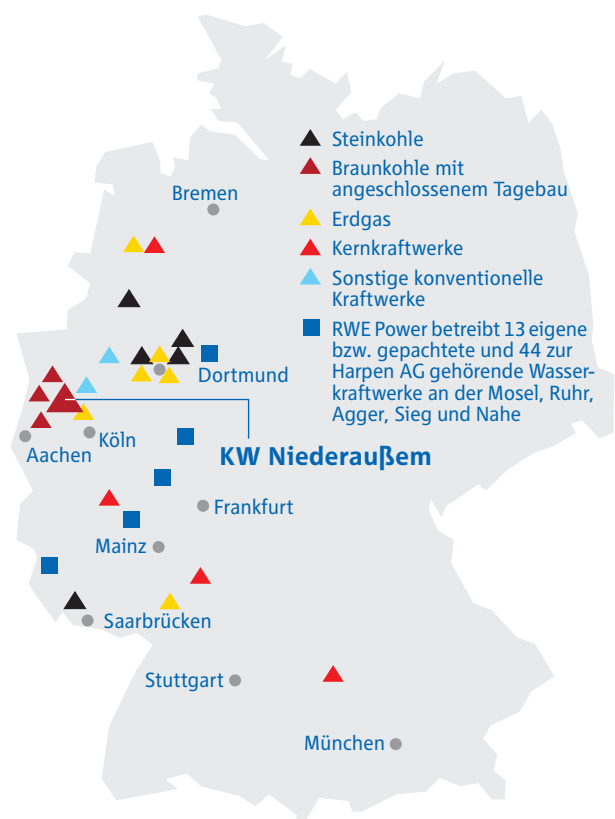 Steinkohle
Braunkohle mit
angeschlossenem Tagebau
Erdgas
Kernkraftwerke
Sonstige konventionelle
Kraftwerke
RWE Power betreibt 13 eigene
bzw. gepachtete und 44 zur
Harpen AG gehörende Wasser-
kraftwerke an der Mosel, Ruhr,
Agger, Sieg und Nahe
Bremen
Dortmund
Köln
Aachen
KW Niederaußem
Frankfurt
Mainz
Saarbrücken
Stuttgart
München